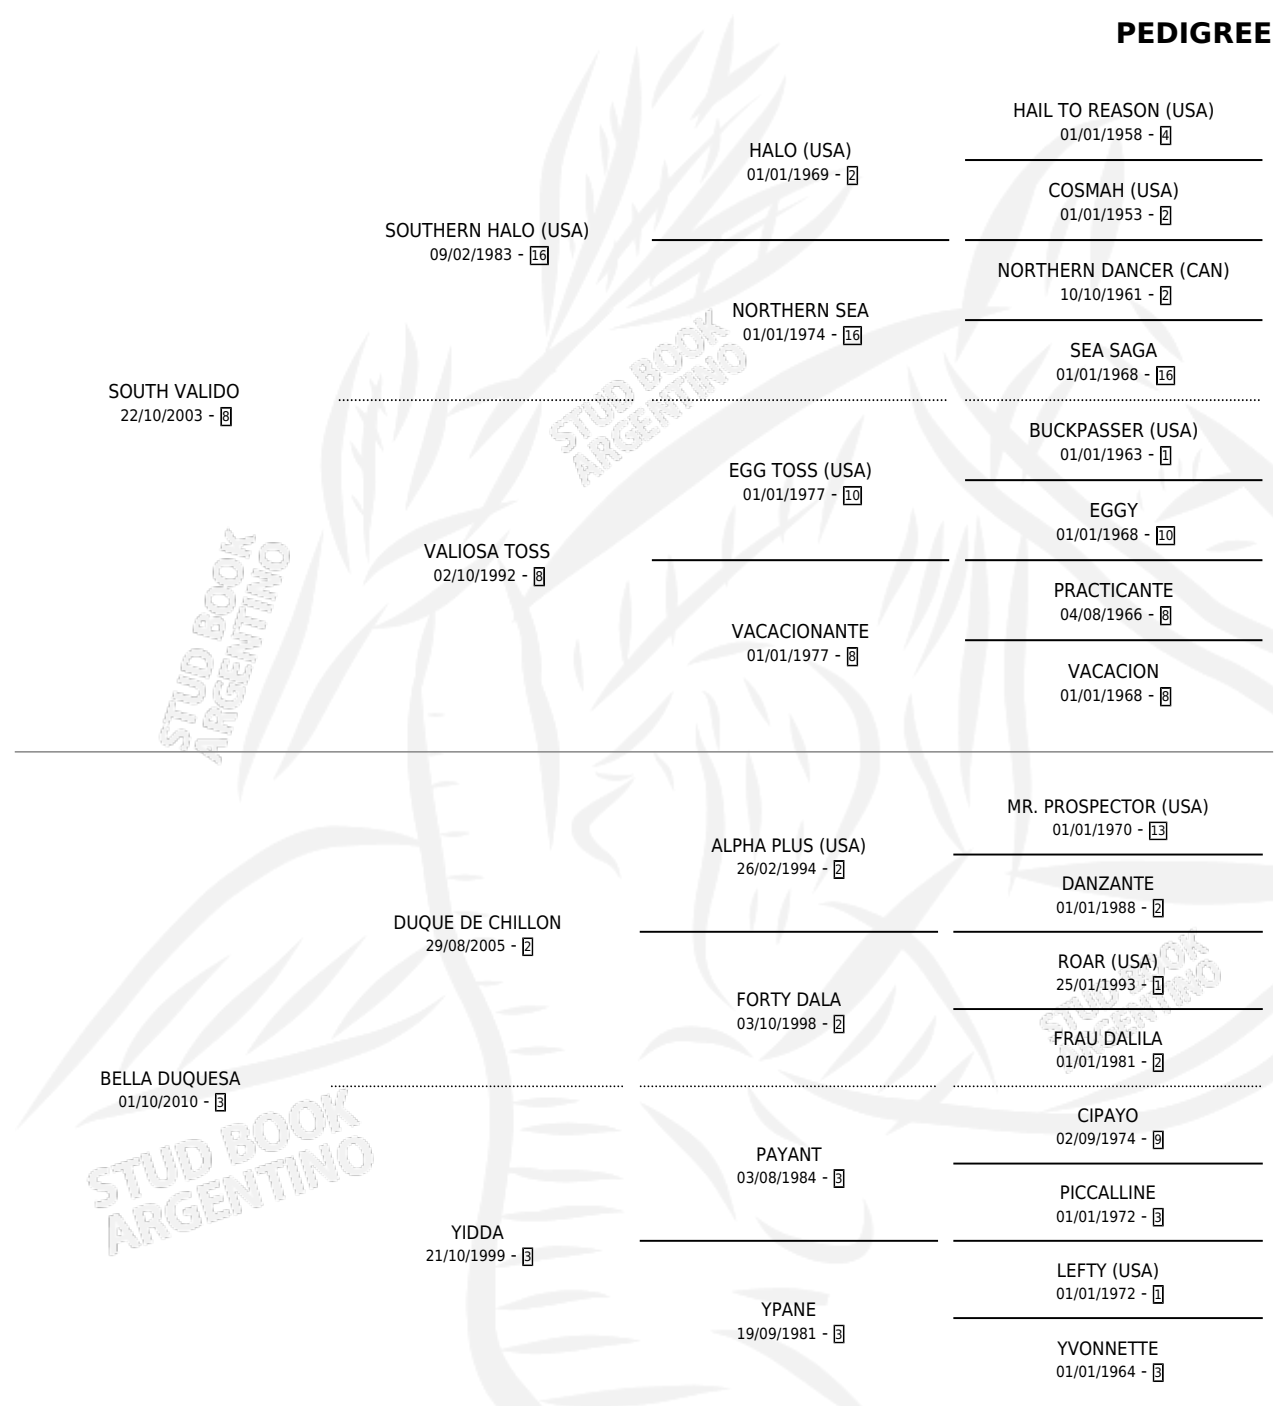 PEDIGREE
HAIL TO REASON (USA)
01/01/1958 - 4
HALO (USA)
01/01/1969 - 2
COSMAH (USA)
01/01/1953 - 2
SOUTHERN HALO (USA)
09/02/1983 - 16
NORTHERN DANCER (CAN)
10/10/1961 - 2
NORTHERN SEA
01/01/1974 - 16
SEA SAGA
01/01/1968 - 16
SOUTH VALIDO
22/10/2003 - 8
STUD BOOK
ARGENTINO
BUCKPASSER (USA)
01/01/1963 - 1
EGG TOSS (USA)
01/01/1977 - 10
EGGY
01/01/1968 - 10
VALIOSA TOSS
02/10/1992 - 8
PRACTICANTE
04/08/1966 - 8
VACACIONANTE
01/01/1977 - 8
VACACION
01/01/1968 - 8
STUD BOOK
ARGENTINO
MR. PROSPECTOR (USA)
01/01/1970 - 13
ALPHA PLUS (USA)
26/02/1994 - 2
DANZANTE
01/01/1988 - 2
DUQUE DE CHILLON
29/08/2005 - 2
ROAR (USA)
25/01/1993 - 1
FORTY DALA
03/10/1998 - 2
FRAU DALILA
01/01/1981 - 2
STUD BOOK
ARGENTINO
BELLA DUQUESA
01/10/2010 - 3
CIPAYO
02/09/1974 - 9
PAYANT
03/08/1984 - 3
PICCALLINE
01/01/1972 - 3
STUD BOOK
ARGENTINO
YIDDA
21/10/1999 - 3
LEFTY (USA)
01/01/1972 - 1
YPANE
19/09/1981 - 3
YVONNETTE
01/01/1964 - 3